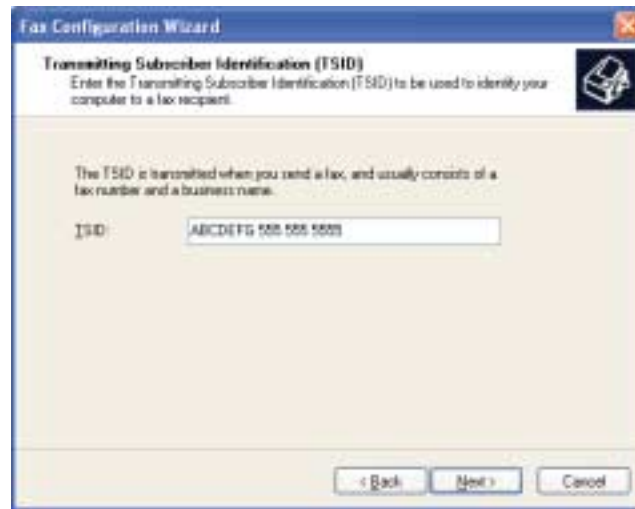 Fax Configuration Wizard
Transmitting Subscriber Identification (TSID)
Enter the Transmitting Subscriber Identification (TSID) to be used to identify your
computer to a fax recipient.
The TSID is transmitted when you send a fax, and usually consists of a
fax number and a business name.
TSID:
ABCDEFG 555 555 5555
< Back
Next >
Cancel